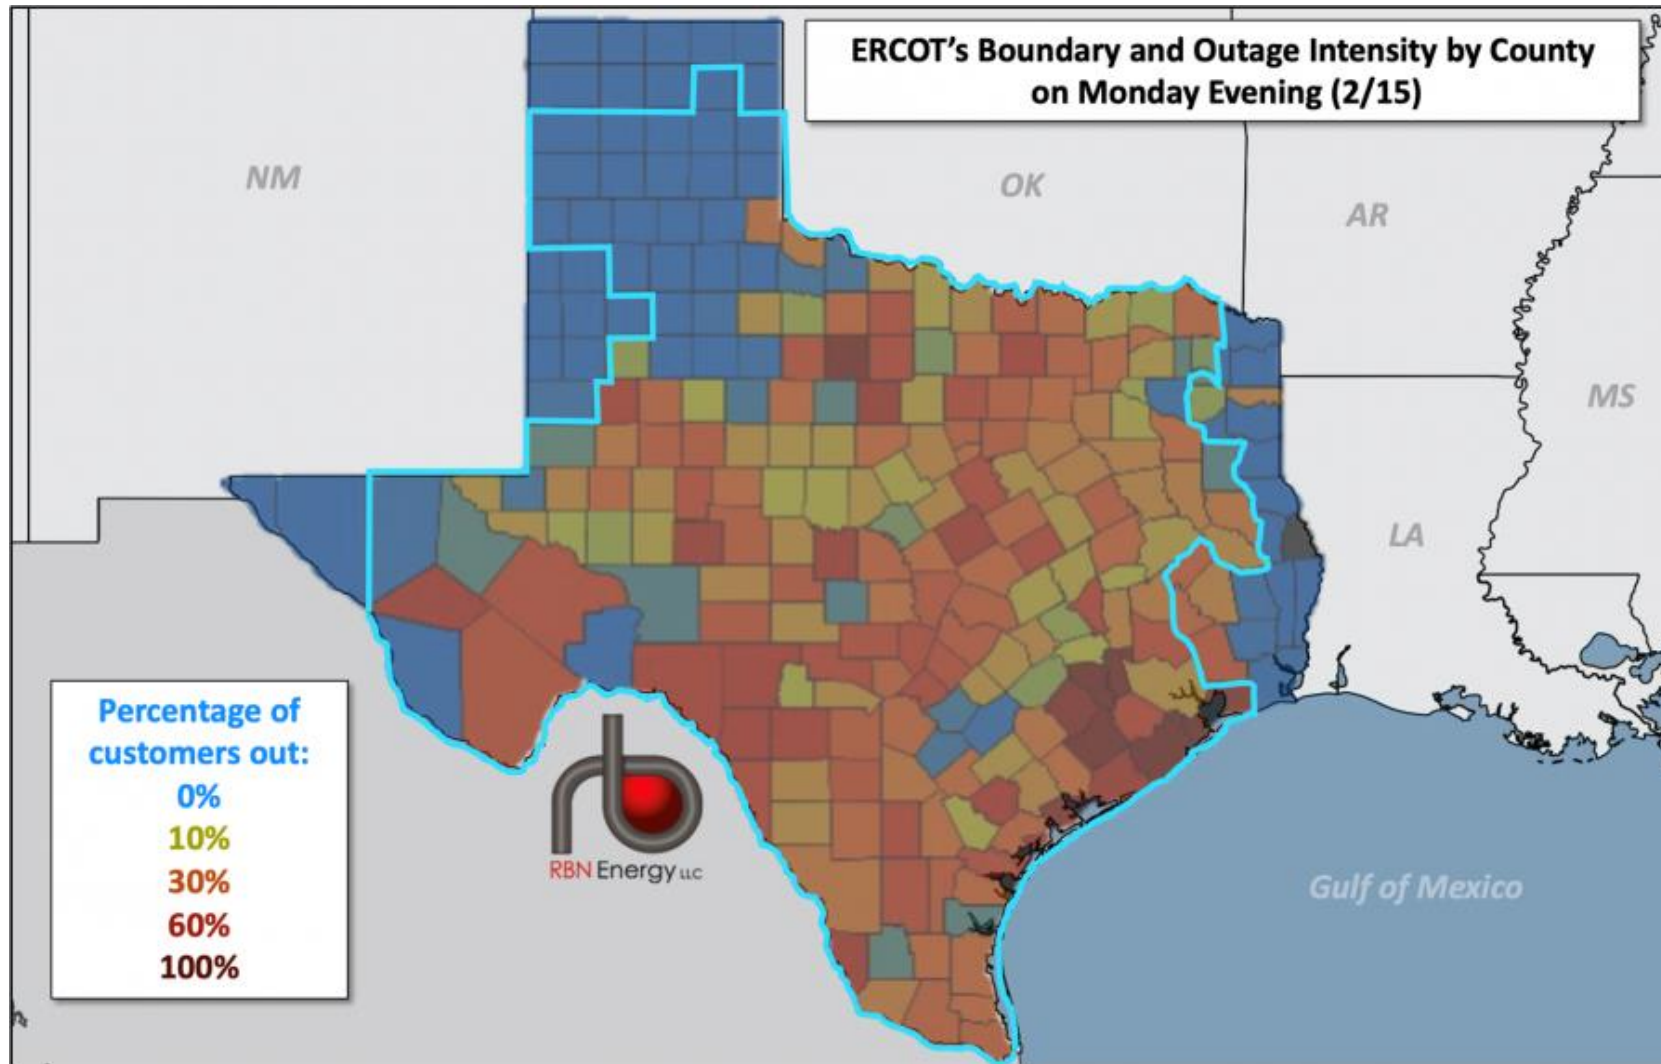 ERCOT's Boundary and Outage Intensity by County
on Monday Evening (2/15)
NM
OK
AR
MS
LA
Percentage of
customers out:
0%
10%
30%
60%
100%
RBN Energy LLC
Gulf of Mexico